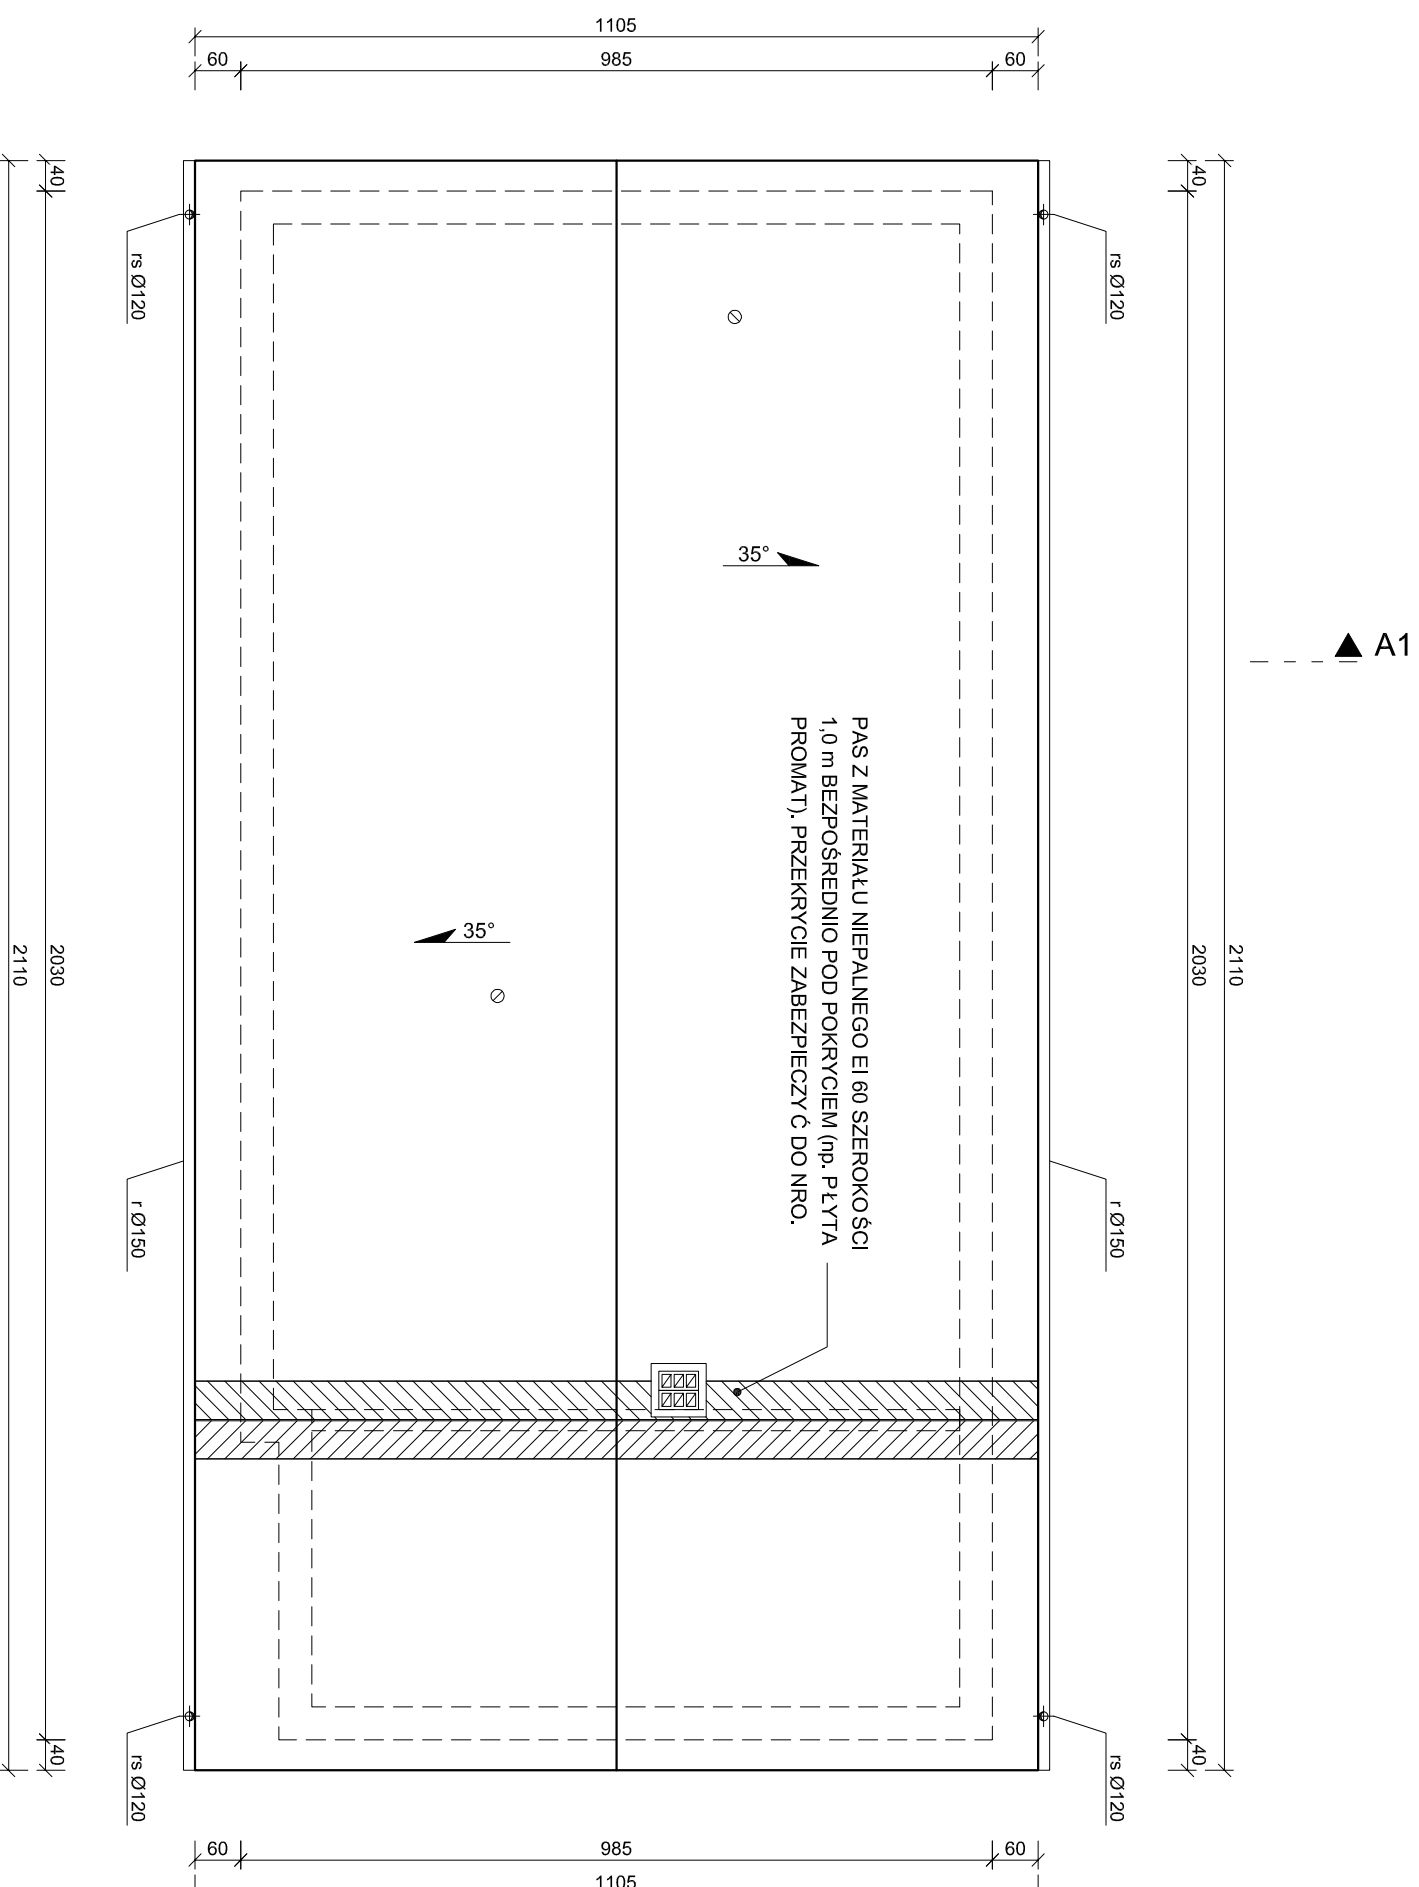 1105
60
985
60
40
40
rs Ø120
rs Ø120
35°
A1
PAS Z MATERIAŁU NIEPALNEGO EI 60 SZEROKOŚCI
1,0 m BEZPOŚREDNIO POD POKRYCIEM (np. PŁYTA
PROMAT). PRZEKRYCIE ZABEZPIECZYĆ DO NRO.
35°
2110
2030
2030
2110
r Ø150
r Ø150
40
40
rs Ø120
rs Ø120
60
985
60
1105